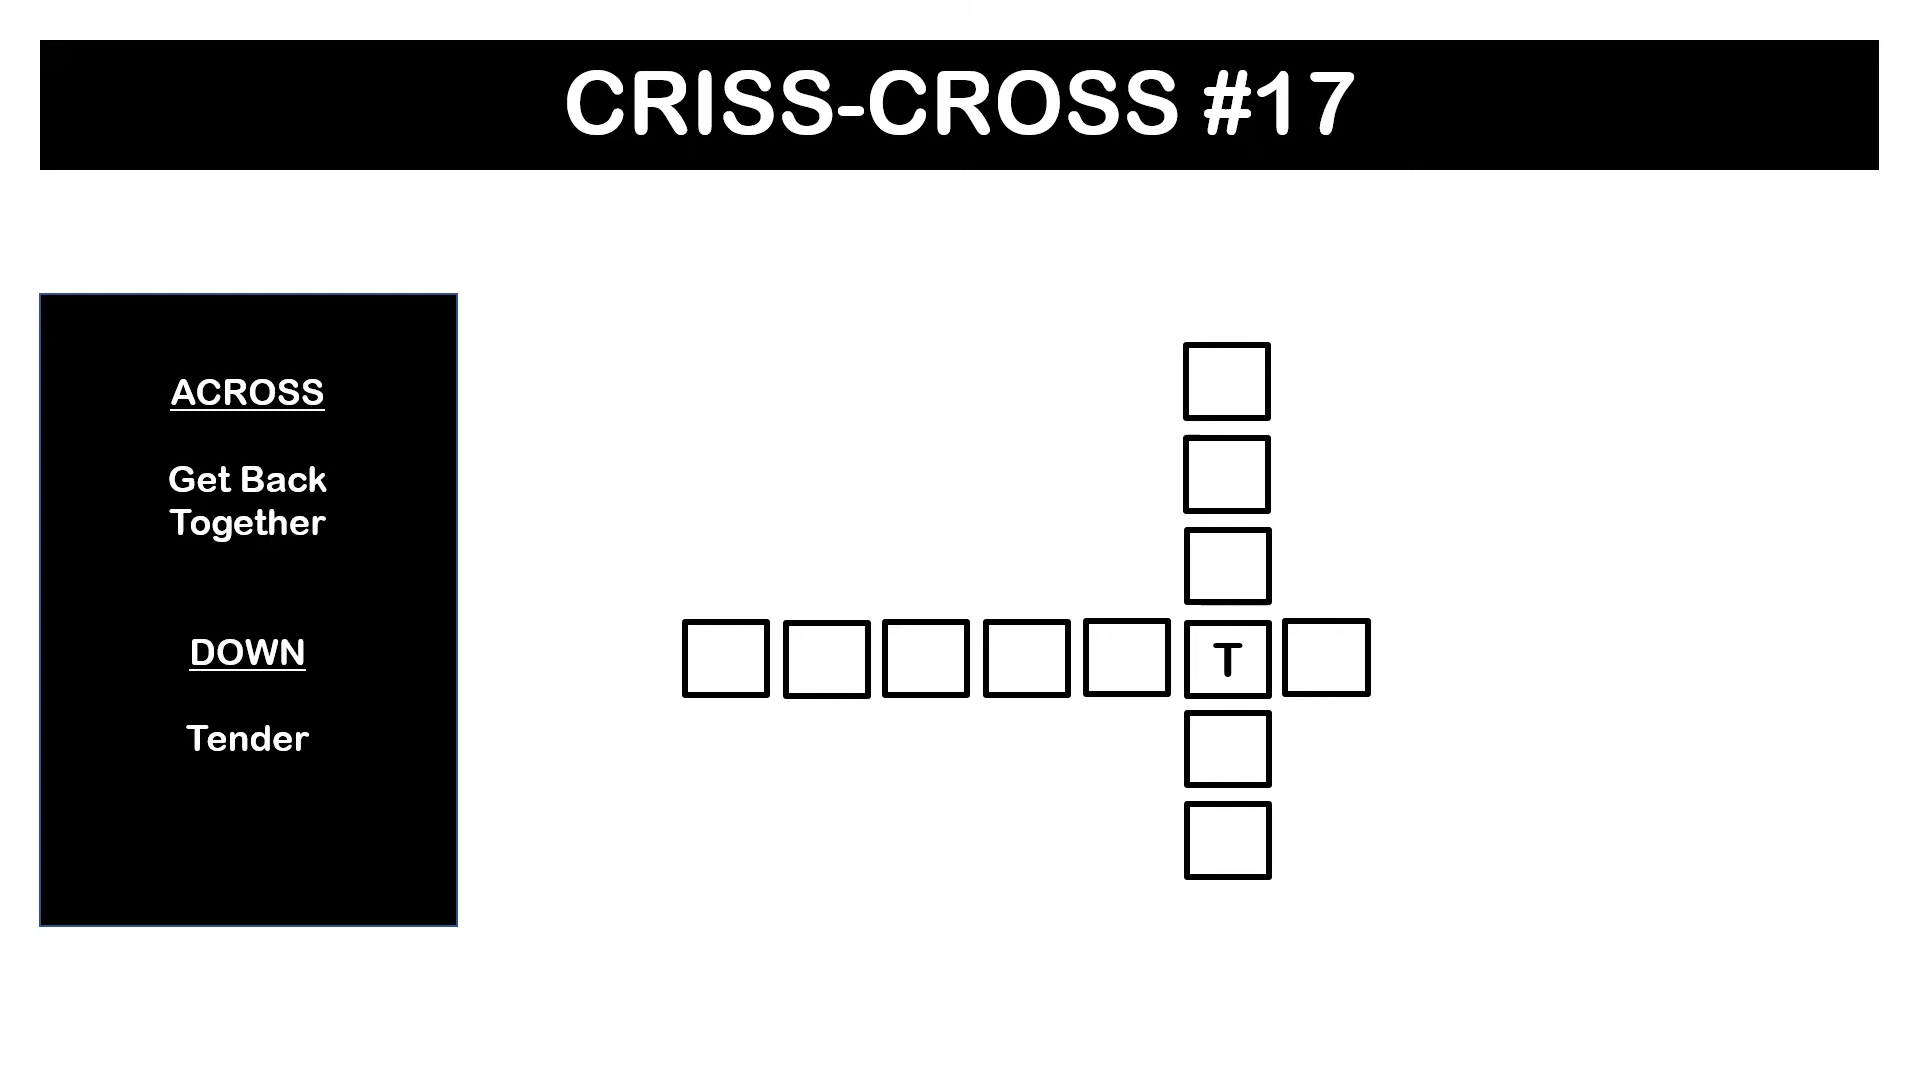 CRISS-CROSS #17
ACROSS
Get Back
Together
DOWN
Tender
T